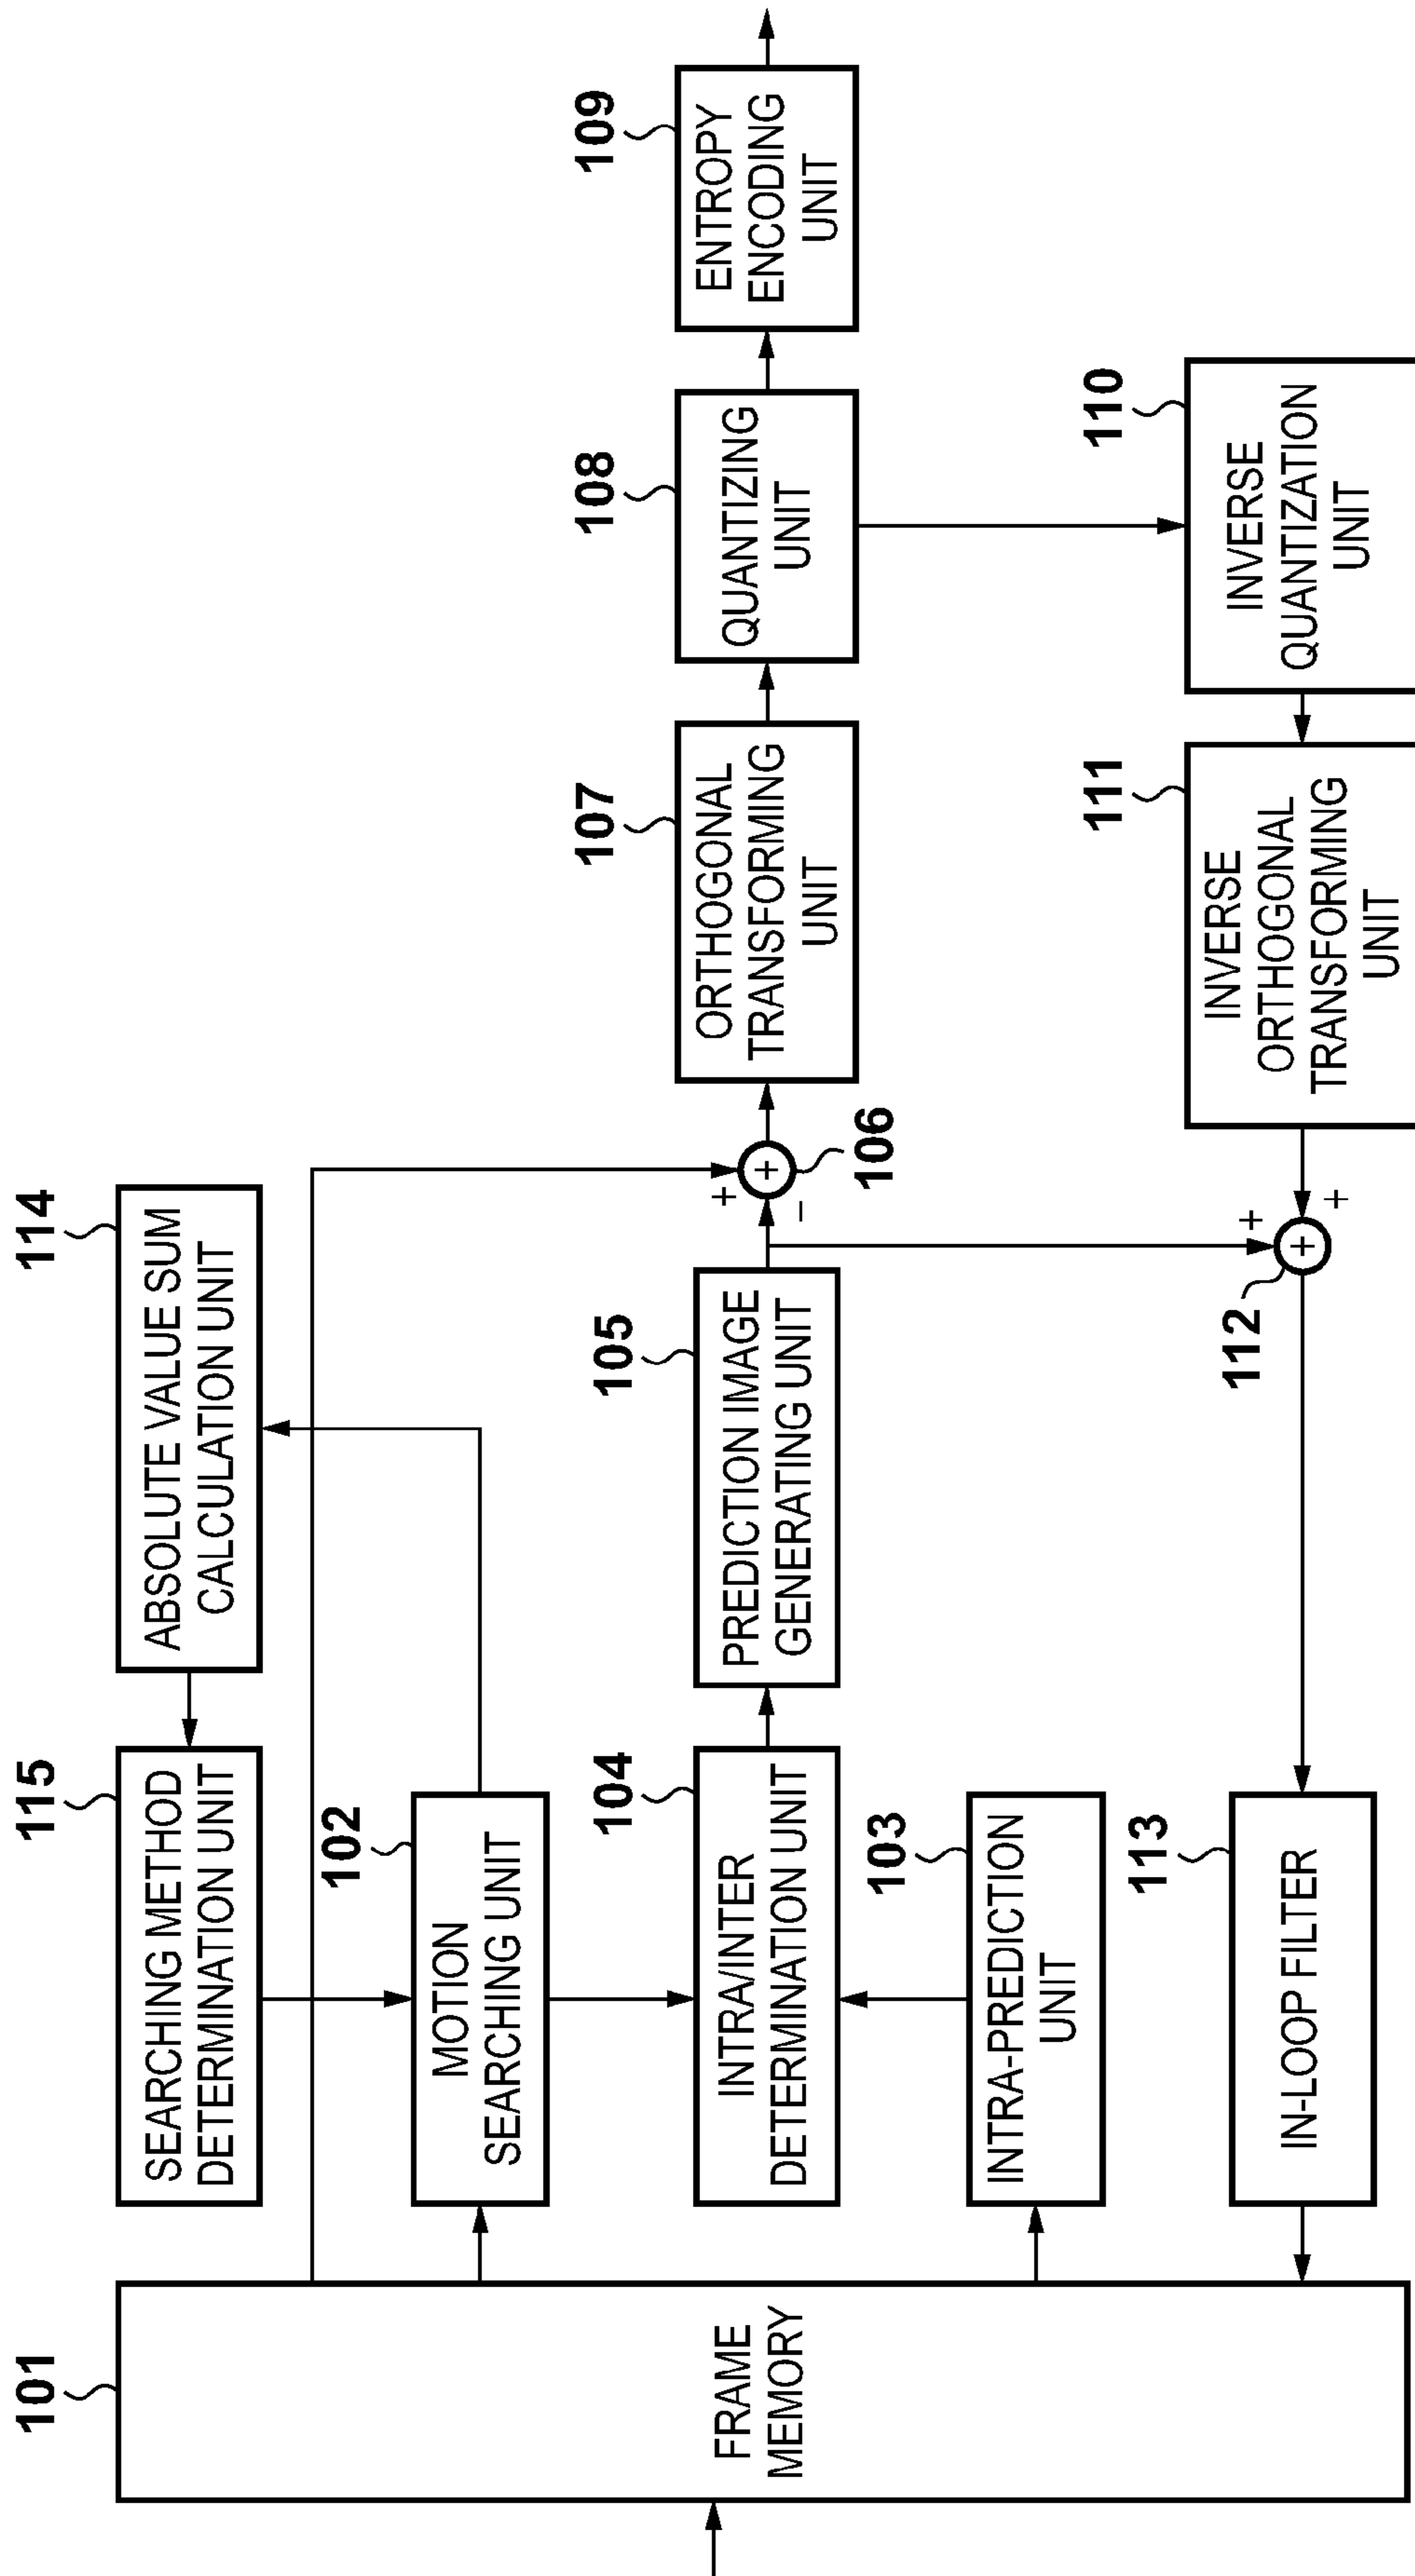 101
FRAME
MEMORY
115
SEARCHING METHOD
DETERMINATION UNIT
114
ABSOLUTE VALUE SUM
CALCULATION UNIT
102
MOTION
SEARCHING UNIT
104
INTRA/INTER
DETERMINATION UNIT
103
INTRA-PREDICTION
UNIT
113
IN-LOOP FILTER
105
PREDICTION IMAGE
GENERATING UNIT
+
+
−
106
107
ORTHOGONAL
TRANSFORMING
UNIT
108
QUANTIZING
UNIT
109
ENTROPY
ENCODING
UNIT
+
+
+
112
111
INVERSE
ORTHOGONAL
TRANSFORMING
UNIT
110
INVERSE
QUANTIZATION
UNIT